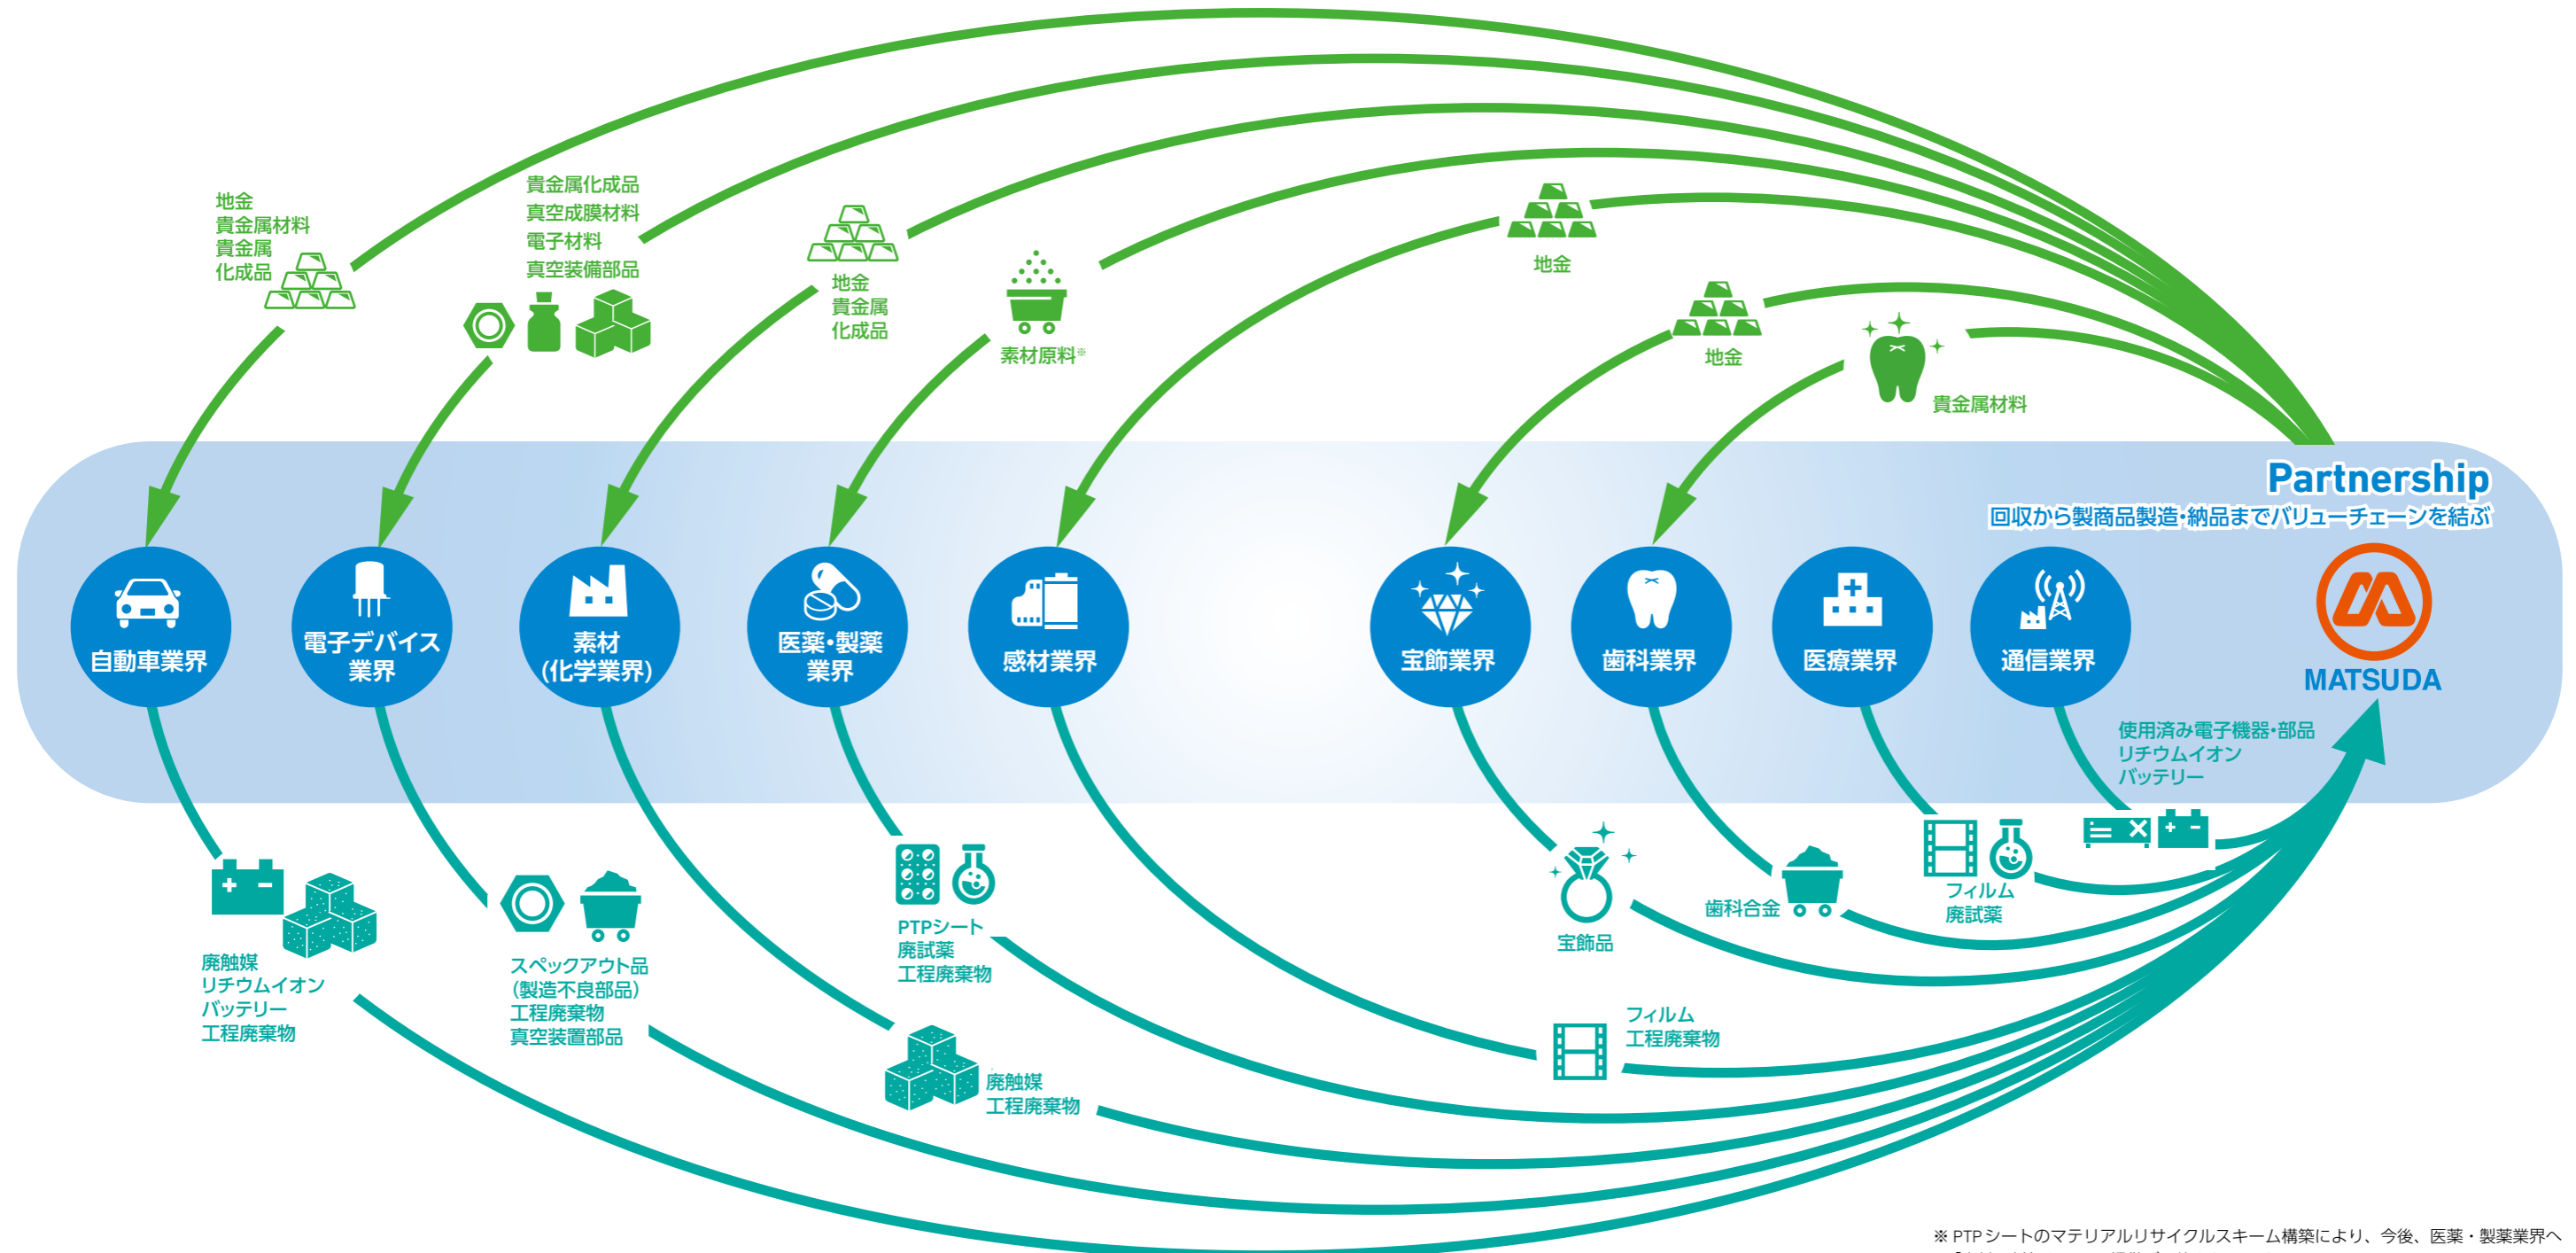 地金
貴金属材料
貴金属
化成品
貴金属化成品
真空成膜材料
電子材料
真空装備部品
地金
貴金属
化成品
素材原料※
地金
地金
貴金属材料
Partnership
回収から製商品製造・納品までバリューチェーンを結ぶ
自動車業界
電子デバイス
業界
素材
(化学業界)
医薬・製薬
業界
感材業界
宝飾業界
歯科業界
医療業界
通信業界
MATSUDA
廃触媒
リチウムイオン
バッテリー
工程廃棄物
スペックアウト品
（製造不良部品）
工程廃棄物
真空装置部品
廃触媒
工程廃棄物
PTPシート
廃試薬
工程廃棄物
フィルム
工程廃棄物
宝飾品
歯科合金
フィルム
廃試薬
使用済み電子機器・部品
リチウムイオン
バッテリー
※ PTPシートのマテリアルリサイクルスキーム構築により、今後、医薬・製薬業界へ